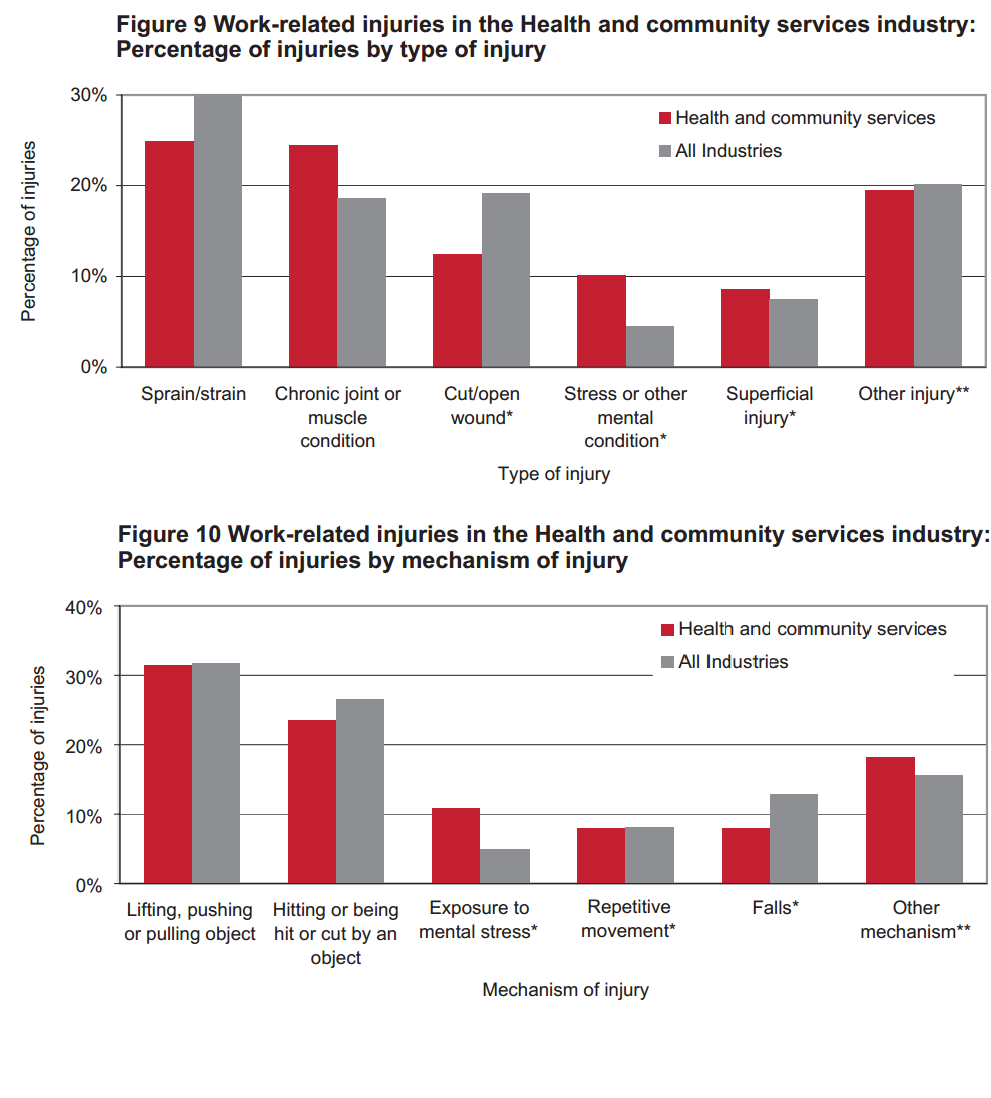 Figure 9 Work-related injuries in the Health and community services industry:
Percentage of injuries by type of injury
Percentage of injuries
30%
20%
10%
0%
Health and community services
All Industries
Sprain/strain
Chronic joint or
muscle
condition
Cut/open
wound*
Stress or other
mental
condition*
Superficial
injury*
Other injury**
Type of injury
Figure 10 Work-related injuries in the Health and community services industry:
Percentage of injuries by mechanism of injury
Percentage of injuries
40%
30%
20%
10%
0%
Health and community services
All Industries
Lifting, pushing
or pulling object
Hitting or being
hit or cut by an
object
Exposure to
mental stress*
Repetitive
movement*
Falls*
Other
mechanism**
Mechanism of injury